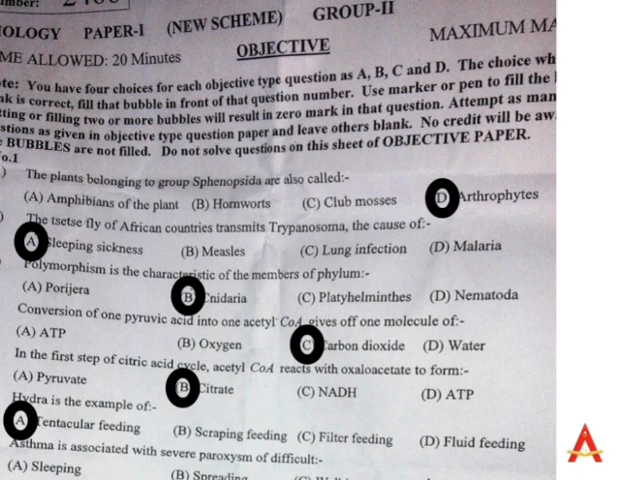 mber:
IOLOGY PAPER-I (NEW SCHEME) GROUP-II
ME ALLOWED: 20 Minutes OBJECTIVE MAXIMUM MA
te: You have four choices for each objective type question as A, B, C and D. The choice wh
nk is correct, fill that bubble in front of that question number. Use marker or pen to fill the
tting or filling two or more bubbles will result in zero mark in that question. Attempt as man
stions as given in objective type question paper and leave others blank. No credit will be aw
BUBBLES are not filled. Do not solve questions on this sheet of OBJECTIVE PAPER.
o.1
) The plants belonging to group Sphenopsida are also called:-
(A) Amphibians of the plant (B) Hornworts (C) Club mosses D Arthrophytes
) The tsetse fly of African countries transmits Trypanosoma, the cause of:-
A Sleeping sickness (B) Measles (C) Lung infection (D) Malaria
Polymorphism is the characteristic of the members of phylum:-
(A) Porijera B Cnidaria (C) Platyhelminthes (D) Nematoda
Conversion of one pyruvic acid into one acetyl CoA gives off one molecule of:-
(A) ATP (B) Oxygen C arbon dioxide (D) Water
In the first step of citric acid cycle, acetyl CoA reacts with oxaloacetate to form:-
(A) Pyruvate B Citrate (C) NADH (D) ATP
Hydra is the example of:-
A Tentacular feeding (B) Scraping feeding (C) Filter feeding (D) Fluid feeding
Asthma is associated with severe paroxysm of difficult:-
(A) Sleeping (B) Spreading